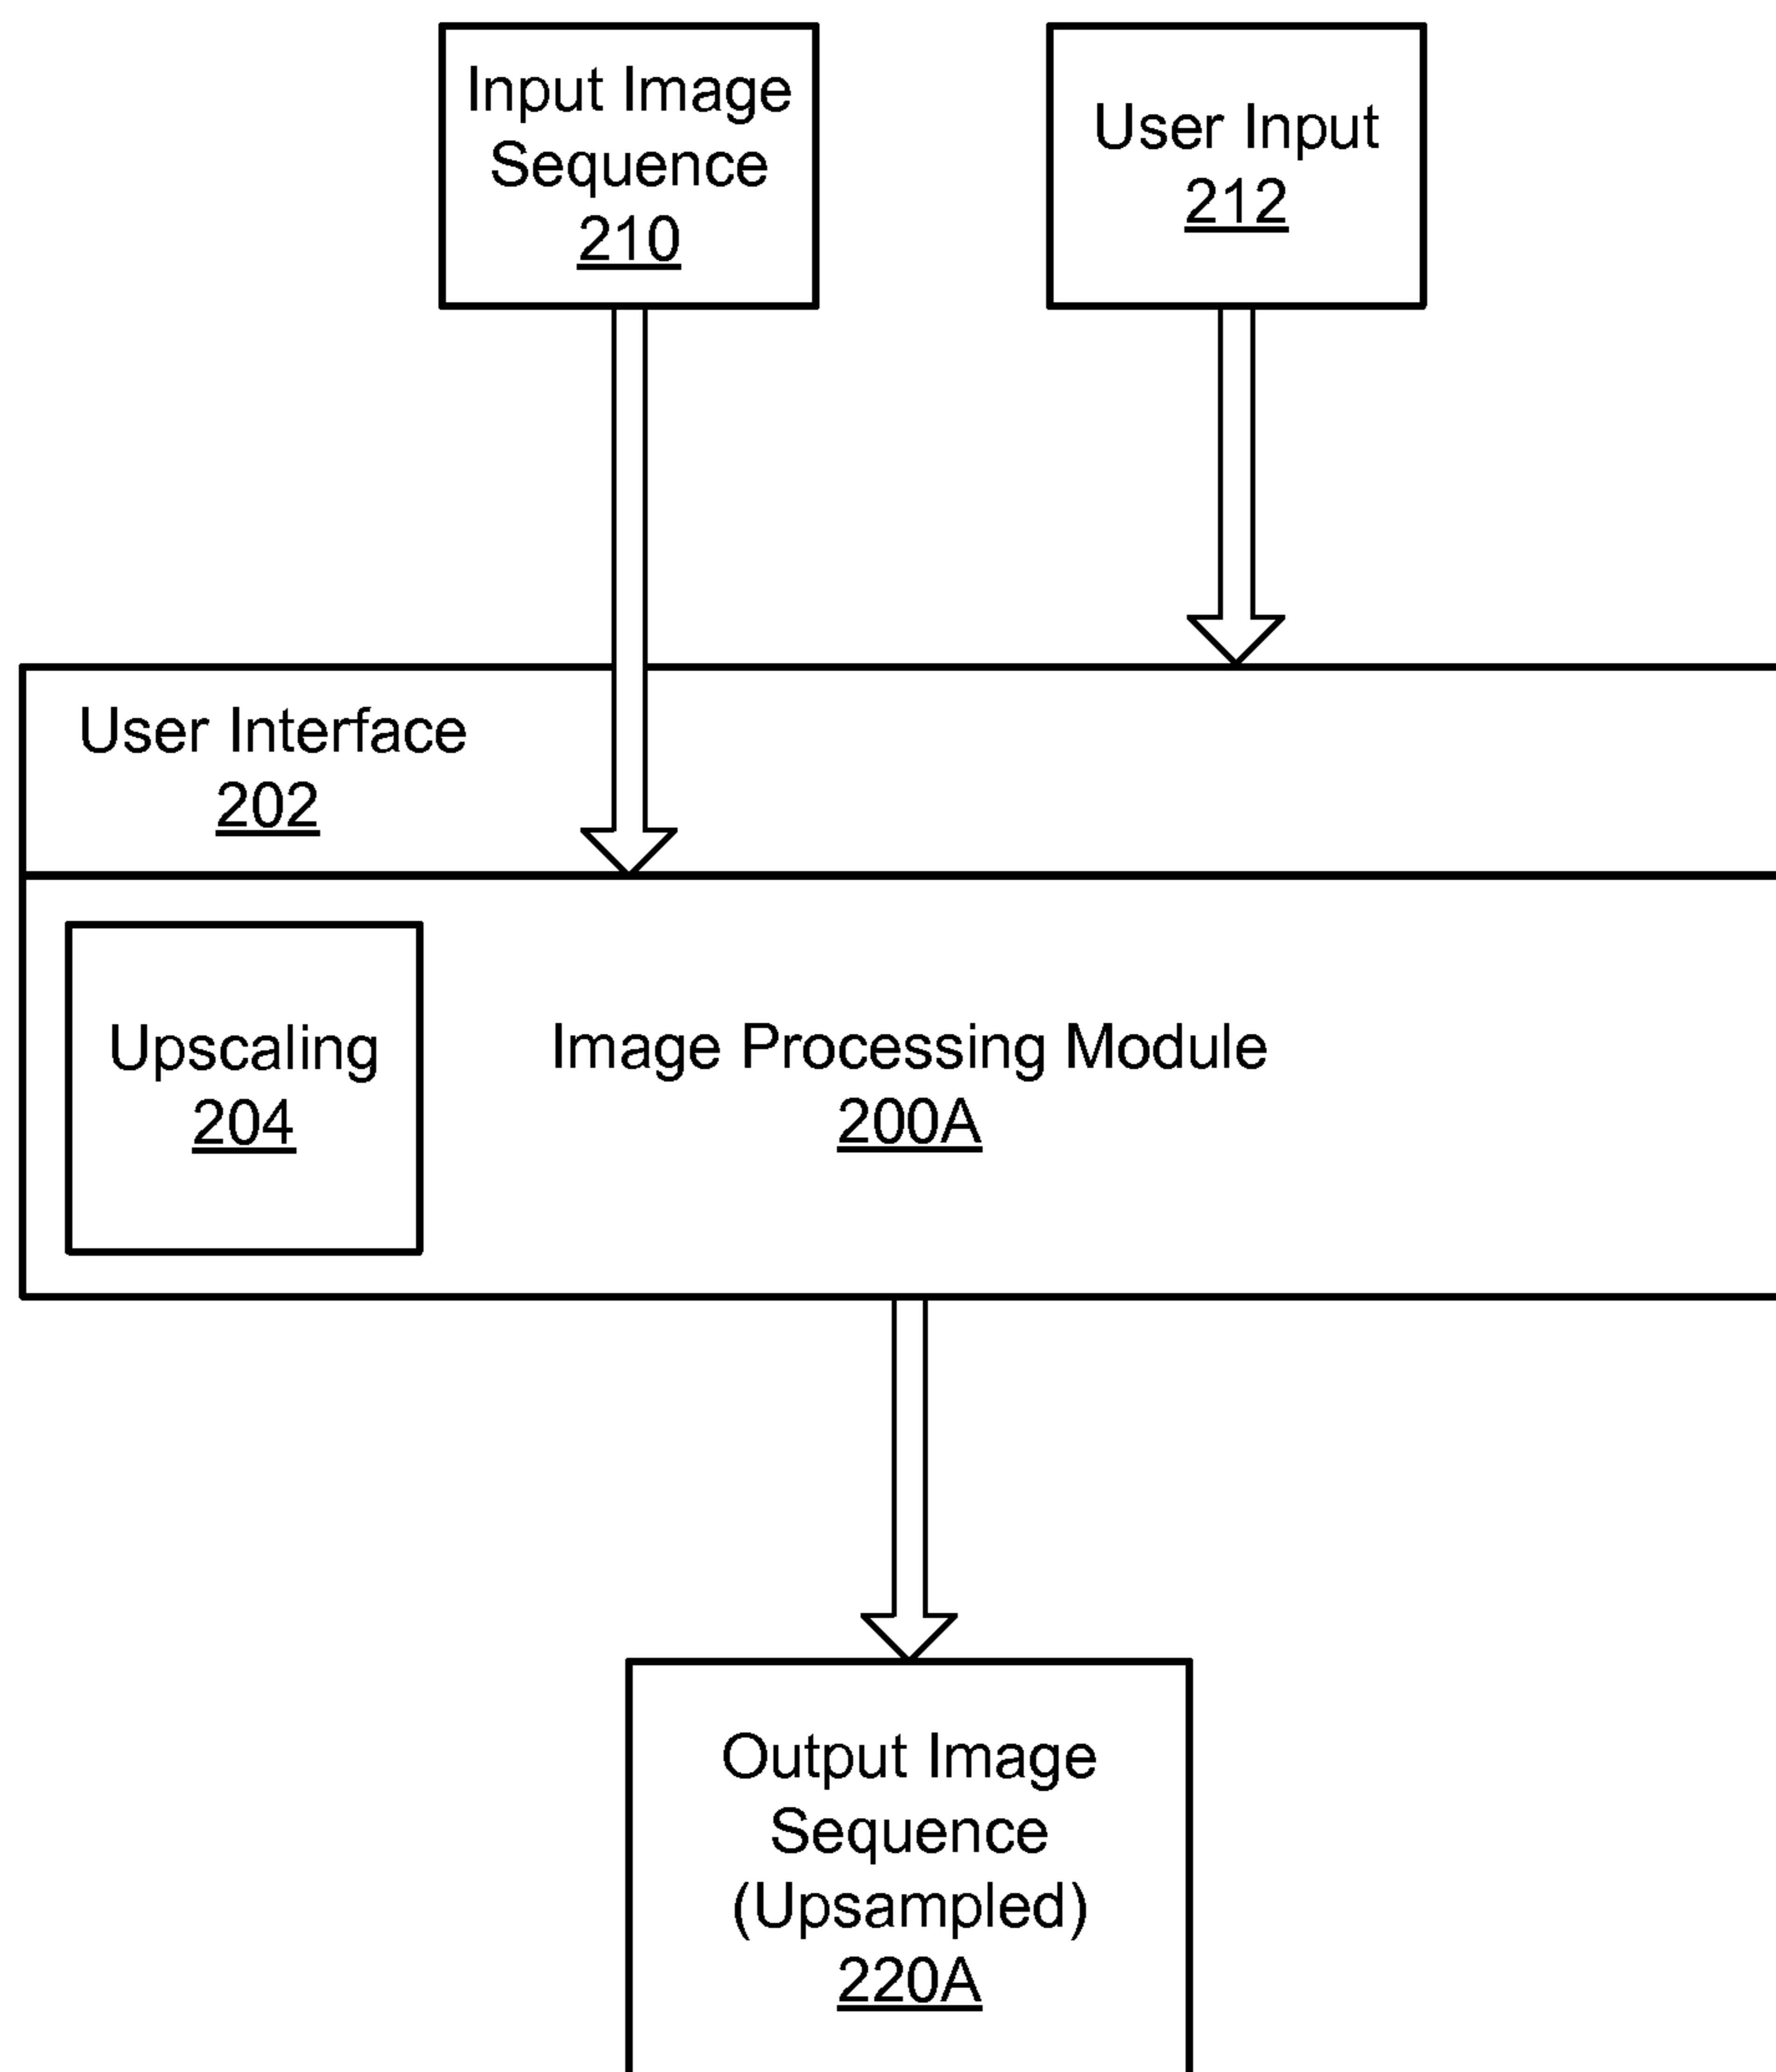 Input Image
Sequence
210
User Input
212
User Interface
202
Upscaling
204
Image Processing Module
200A
Output Image
Sequence
(Upsampled)
220A